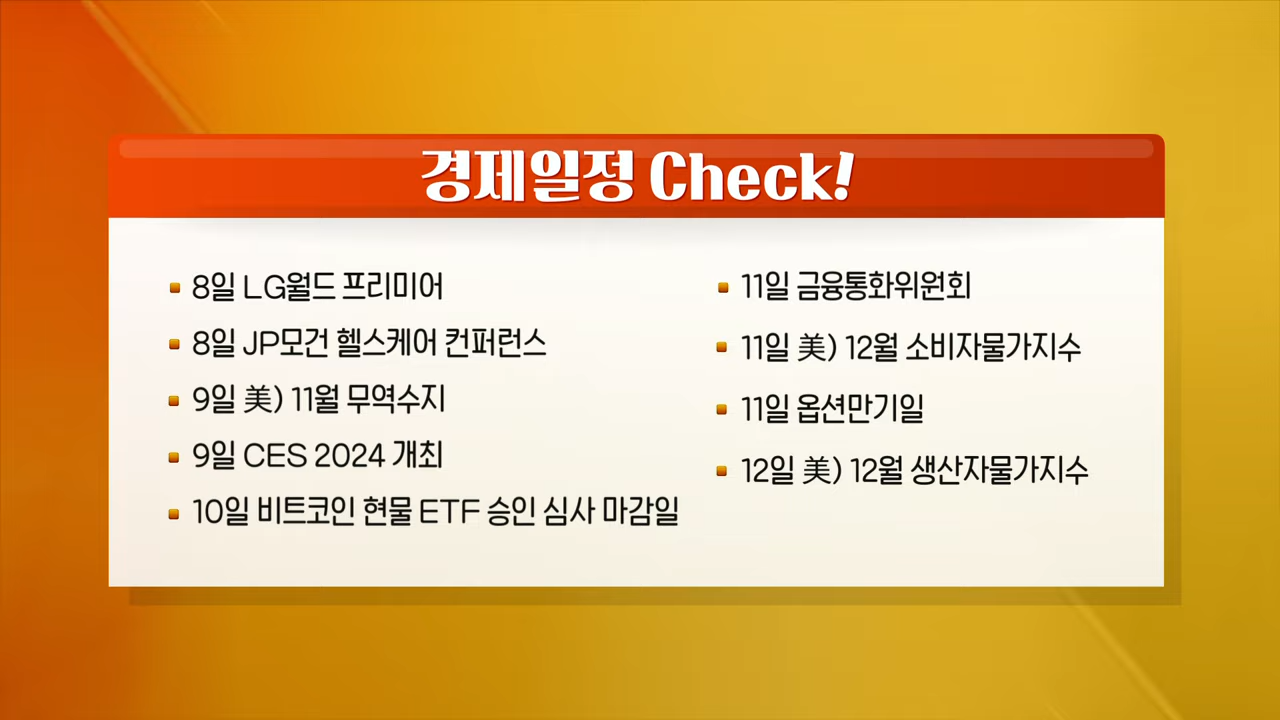 경제일정 Check!
8일 LG월드 프리미어
8일 JP모건 헬스케어 컨퍼런스
9일 美) 11월 무역수지
9일 CES 2024 개최
10일 비트코인 현물 ETF 승인 심사 마감일
11일 금융통화위원회
11일 美) 12월 소비자물가지수
11일 옵션만기일
12일 美) 12월 생산자물가지수